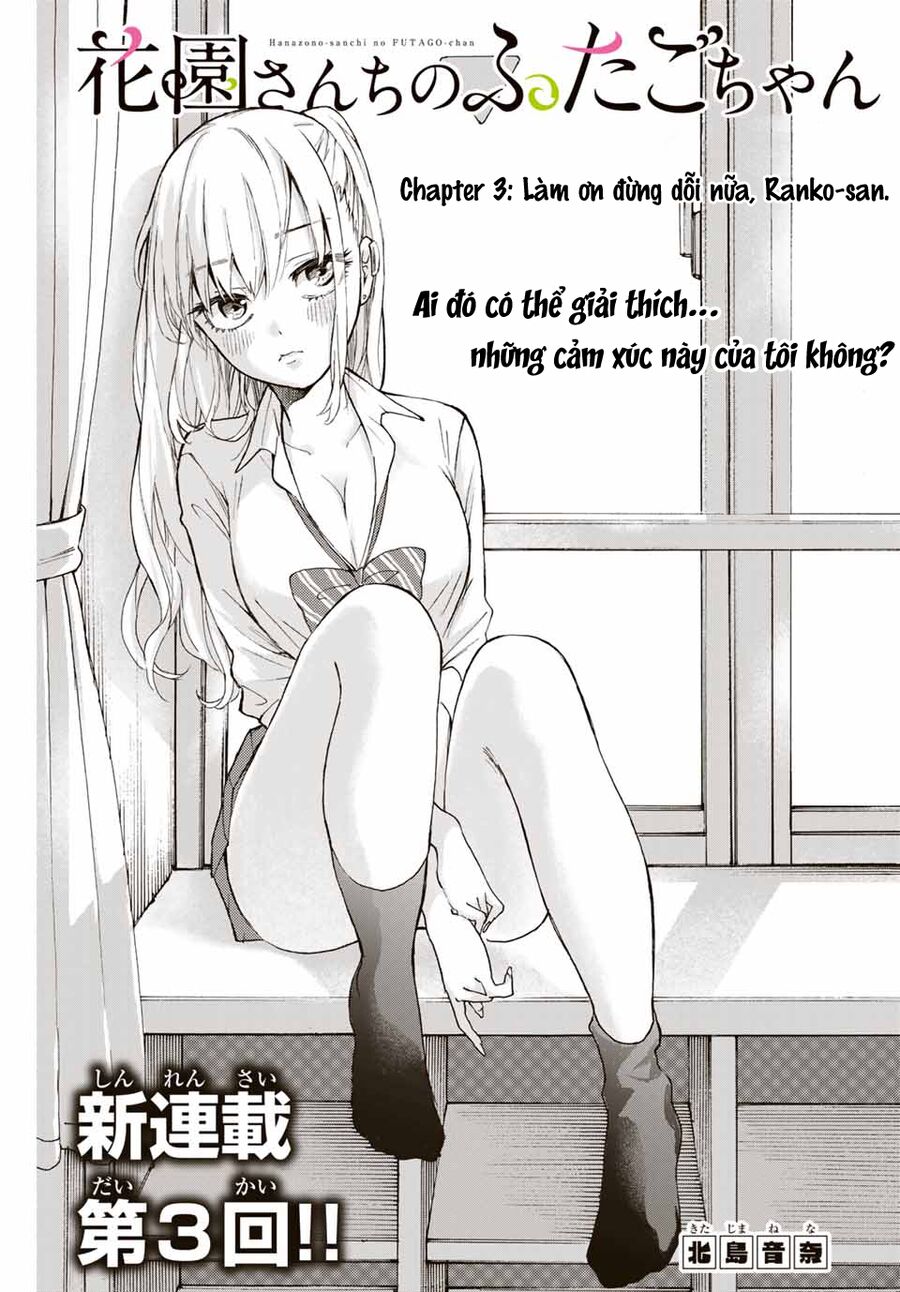 Hanazono-sanchi no FUTAGO-chan
花園さんちのふたごちゃん
Chapter 3: Làm ơn đừng dỗi nữa, Ranko-san.
Ai đó có thể giải thích...
những cảm xúc này của tôi không?
しんれんさい
新連載
だい かい
第3回!!
きたじまねな
北島音奈